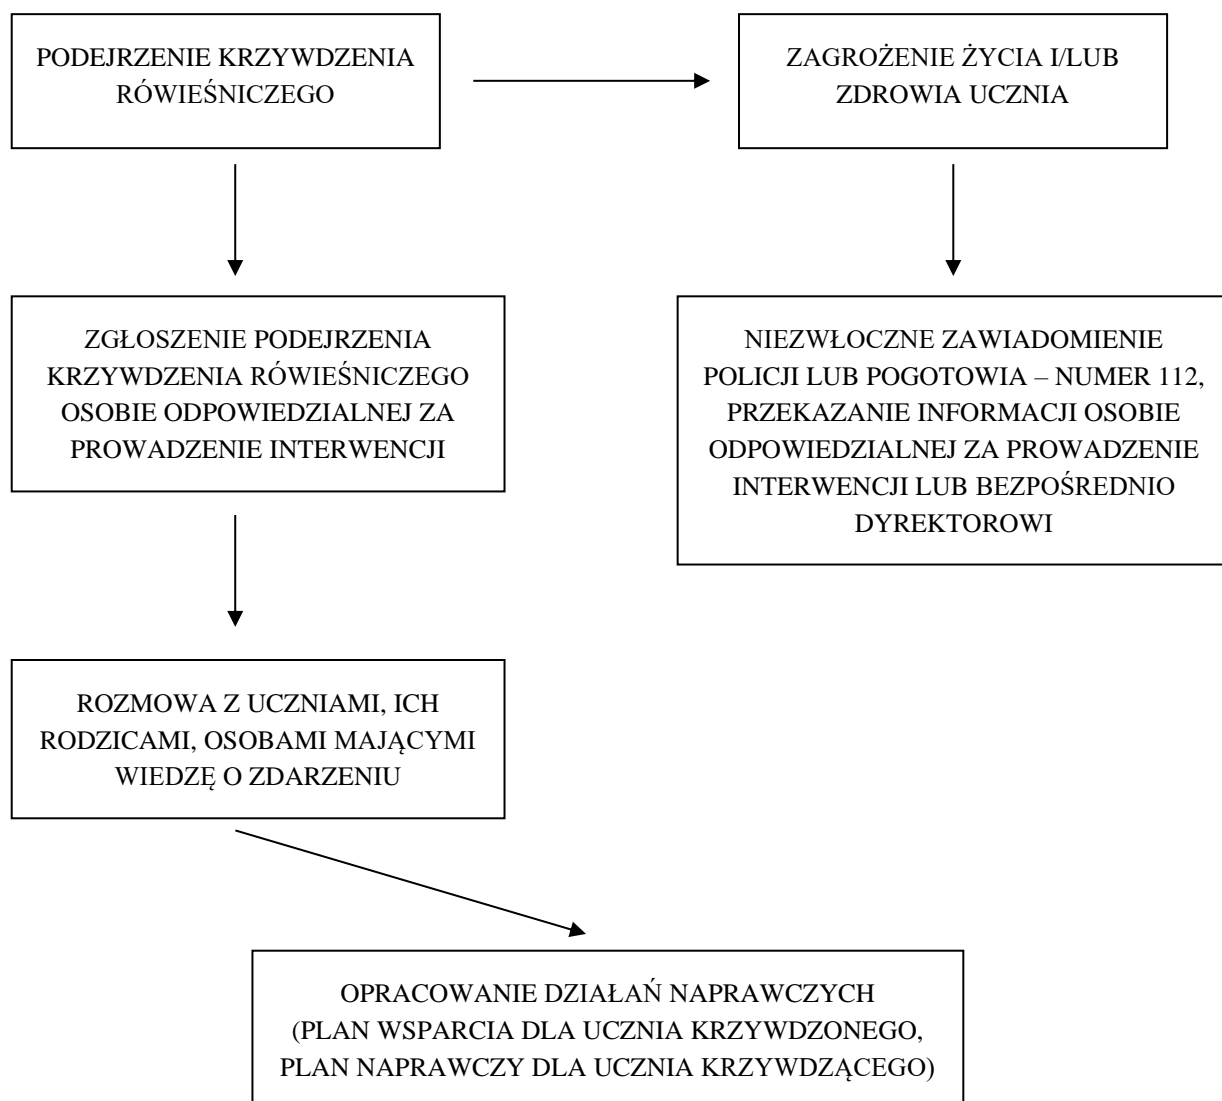 PODEJRZENIE KRZYWDZENIA
RÓWIEŚNICZEGO
ZAGROŻENIE ŻYCIA I/LUB
ZDROWIA UCZNIA
ZGŁOSZENIE PODEJRZENIA
KRZYWDZENIA RÓWIEŚNICZEGO
OSOBIE ODPOWIEDZIALNEJ ZA
PROWADZENIE INTERWENCJI
NIEZWŁOCZNE ZAWIADOMIENIE
POLICJI LUB POGOTOWIA – NUMER 112,
PRZEKAZANIE INFORMACJI OSOBIE
ODPOWIEDZIALNEJ ZA PROWADZENIE
INTERWENCJI LUB BEZPOŚREDNIO
DYREKTOROWI
ROZMOWA Z UCZNIAMI, ICH
RODZICAMI, OSOBAMI MAJĄCYMI
WIEDZĘ O ZDARZENIU
OPRACOWANIE DZIAŁAŃ NAPRAWCZYCH
(PLAN WSPARCIA DLA UCZNIA KRZYWDZONEGO,
PLAN NAPRAWCZY DLA UCZNIA KRZYWDZĄCEGO)